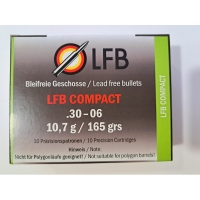 LFB
Bleifreie Geschosse / Lead free bullets
LFB COMPACT
.30-06
10,7 g / 165 grs
10 Präzisionspatronen / 10 Precision Cartridges
Hinweis / Note:
Nicht für Polygonläufe geeignet! / Not suitable for polygon barrels!
LFB COMPACT